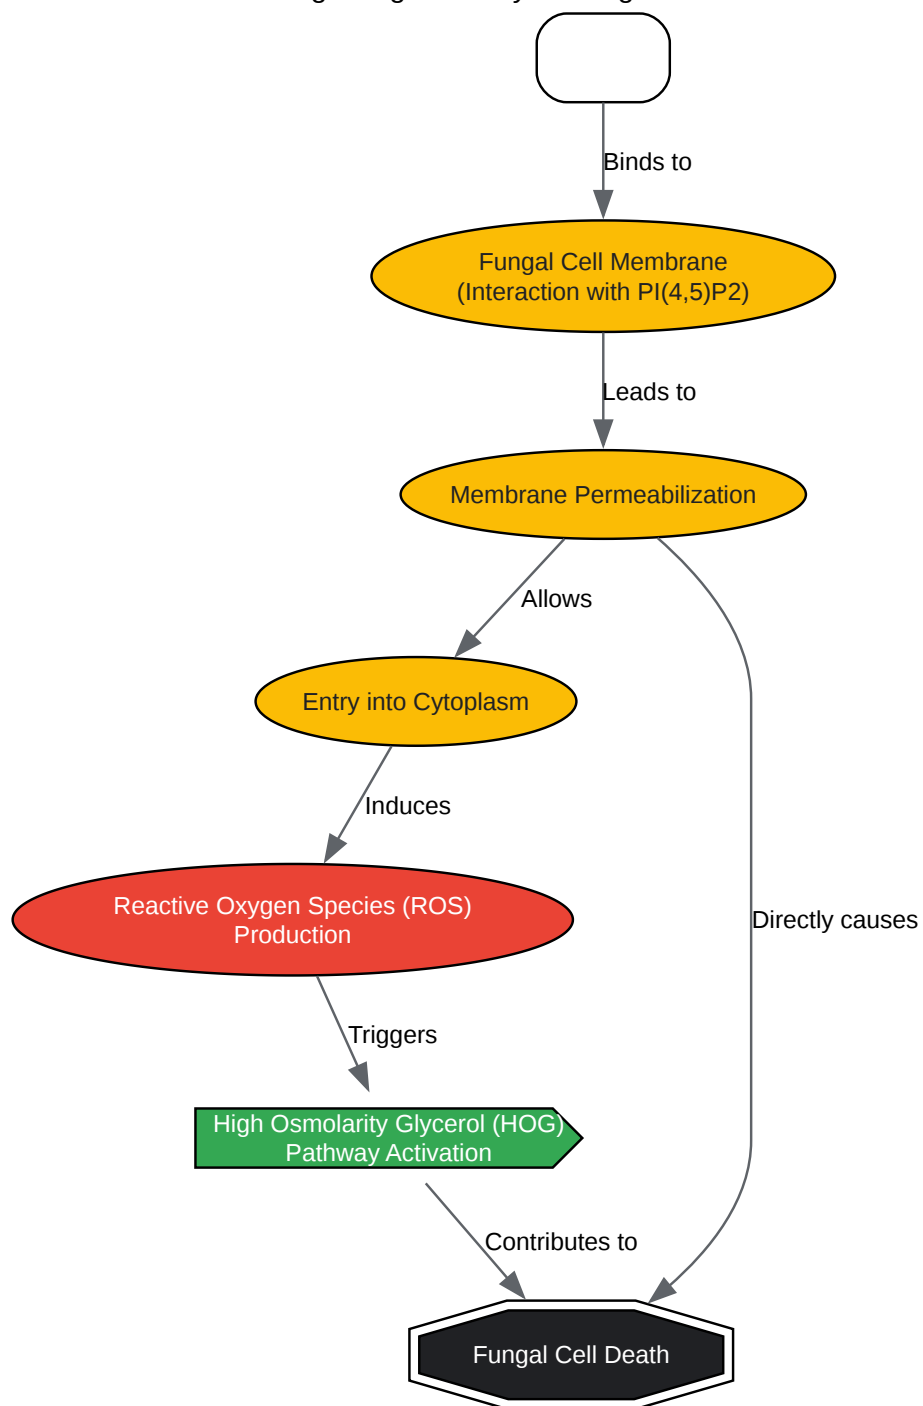 Binds to
Fungal Cell Membrane
(Interaction with PI(4,5)P2)
Leads to
Membrane Permeabilization
Allows
Entry into Cytoplasm
Induces
Reactive Oxygen Species (ROS)
Production
Directly causes
Triggers
High Osmolarity Glycerol (HOG)
Pathway Activation
Contributes to
Fungal Cell Death